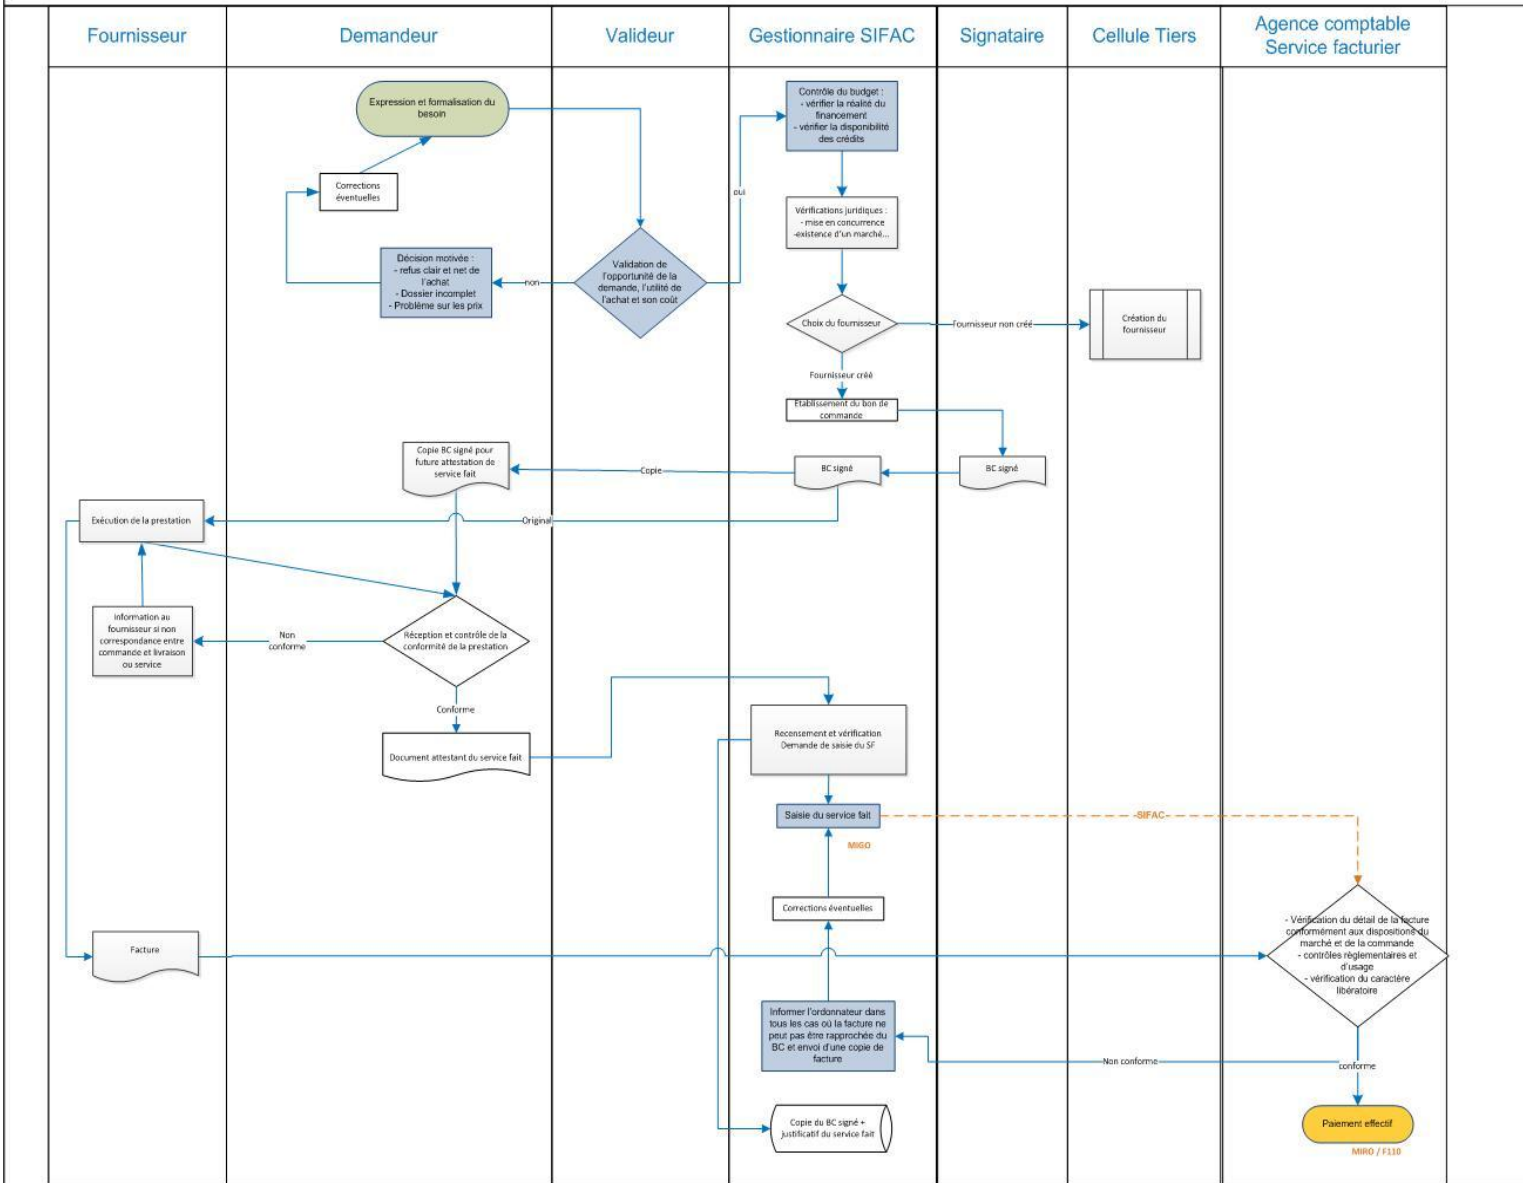 Fournisseur
Demandeur
Valideur
Gestionnaire SIFAC
Signataire
Cellule Tiers
Agence comptable
Service facturier
Expression et formalisation du
besoin
Contrôle du budget :
- vérifier la réalité du
financement
- vérifier la disponibilité
des crédits
Corrections
éventuelles
oui
Vérifications juridiques :
- mise en concurrence
-existence d'un marché...
Décision motivée :
- refus clair et net de
l'achat
- Dossier incomplet
- Problème sur les prix
non
Validation de
l'opportunité de la
demande, l'utilité de
l'achat et son coût
Choix du fournisseur
Fournisseur non créé
Création du
fournisseur
Fournisseur créé
Etablissement du bon de
commande
Copie BC signé pour
future attestation de
service fait
Copie
BC signé
BC signé
Exécution de la prestation
Original
Information au
fournisseur si non
correspondance entre
commande et livraison
ou service
Non
conforme
Réception et contrôle de la
conformité de la prestation
Conforme
Document attestant du service fait
Recensement et vérification
Demande de saisie du SF
Saisie du service fait
SIFAC
MIGO
Corrections éventuelles
Facture
- Vérification du détail de la facture
conformément aux dispositions du
marché et de la commande
- contrôles règlementaires et
d'usage
- vérification du caractère
libératoire
Informer l'ordonnateur dans
tous les cas où la facture ne
peut pas être rapprochée du
BC et envoi d'une copie de
facture
Non conforme
conforme
Copie du BC signé +
justificatif du service fait
Paiement effectif
MIRO / F110